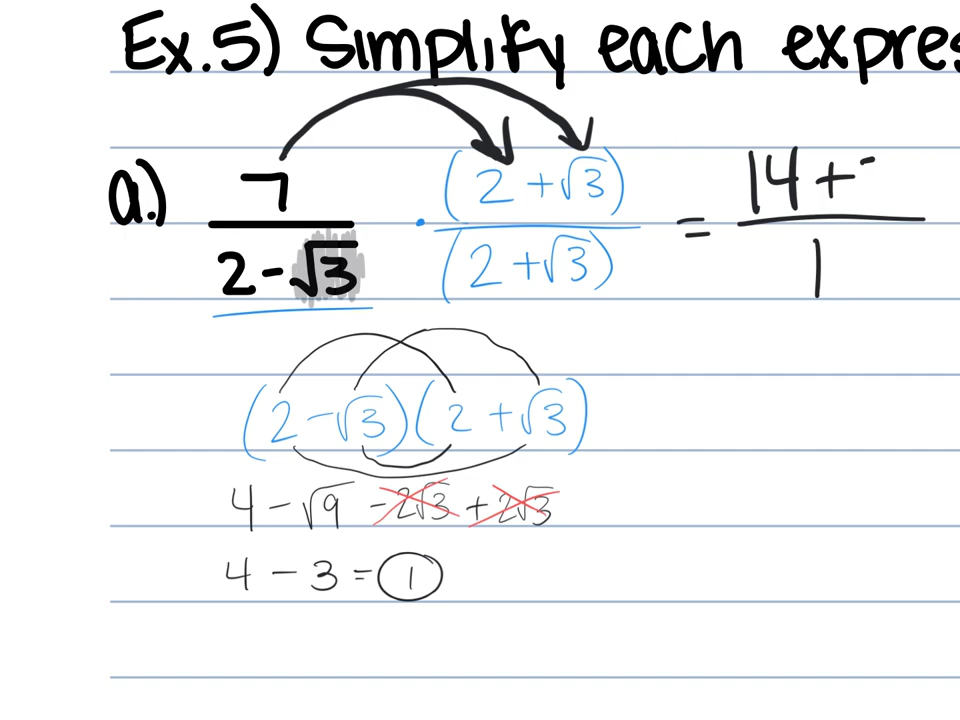 Ex.5) Simplify each expres
a.) 7 / 2 - √3 · (2 + √3) / (2 + √3) = 14 + / 1
(2 - √3)(2 + √3)
4 - √9 - 2√3 + 2√3
4 - 3 = 1